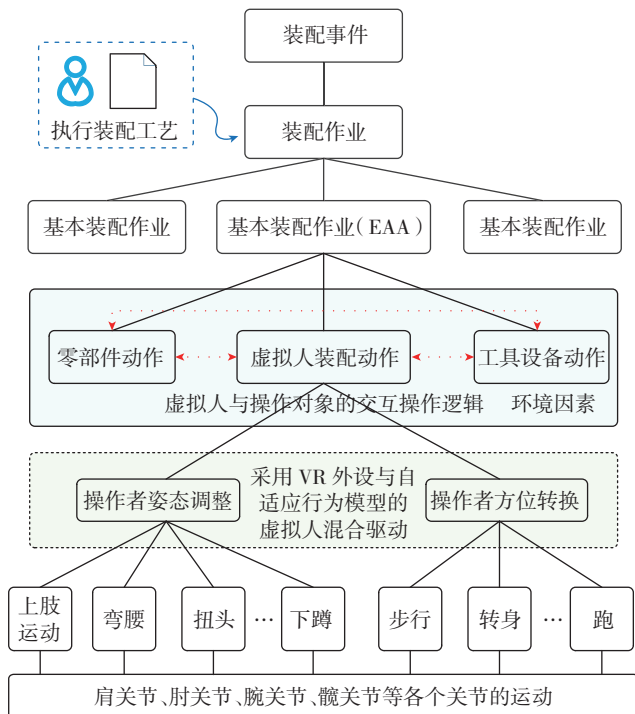 装配事件
执行装配工艺
装配作业
基本装配作业
基本装配作业(EAA)
基本装配作业
零部件动作
虚拟人装配动作
工具设备动作
虚拟人与操作对象的交互操作逻辑
环境因素
操作者姿态调整
采用 VR 外设与自
适应行为模型的
虚拟人混合驱动
操作者方位转换
上肢
运动
弯腰
扭头
…
下蹲
步行
转身
…
跑
肩关节、肘关节、腕关节、髋关节等各个关节的运动